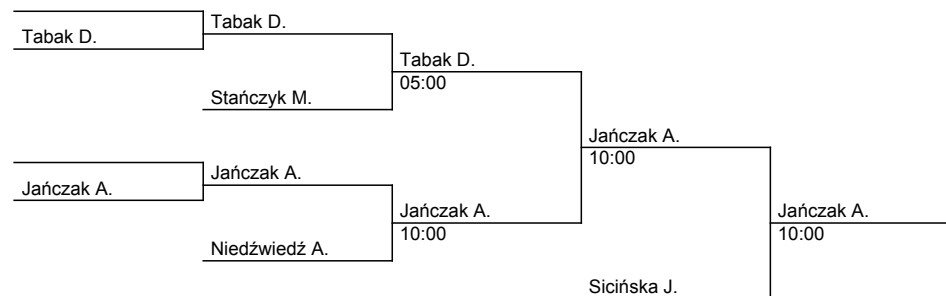 Tabak D.
Tabak D.
Tabak D.
05:00
Stańczyk M.
Jańczak A.
10:00
Jańczak A.
Jańczak A.
Jańczak A.
10:00
Jańczak A.
10:00
Niedźwiedź A.
Sicińska J.